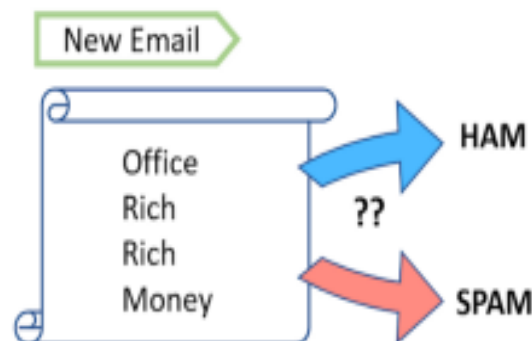 New Email
HAM
Office
Rich
??
Rich
Money
SPAM